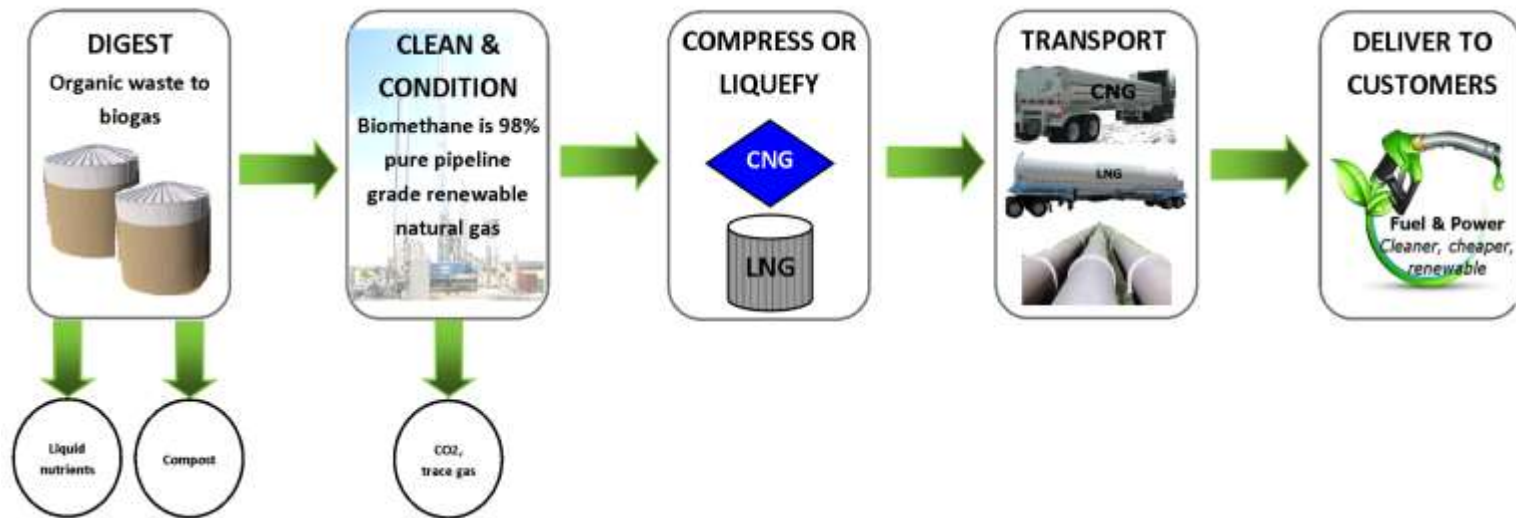 DIGEST
Organic waste to
biogas
CLEAN &
CONDITION
Biomethane is 98%
pure pipeline
grade renewable
natural gas
COMPRESS OR
LIQUEFY
CNG
LNG
TRANSPORT
CNG
LNG
DELIVER TO
CUSTOMERS
Fuel & Power
Cleaner, cheaper,
renewable
Liquid
nutrients
Compost
CO2,
trace gas